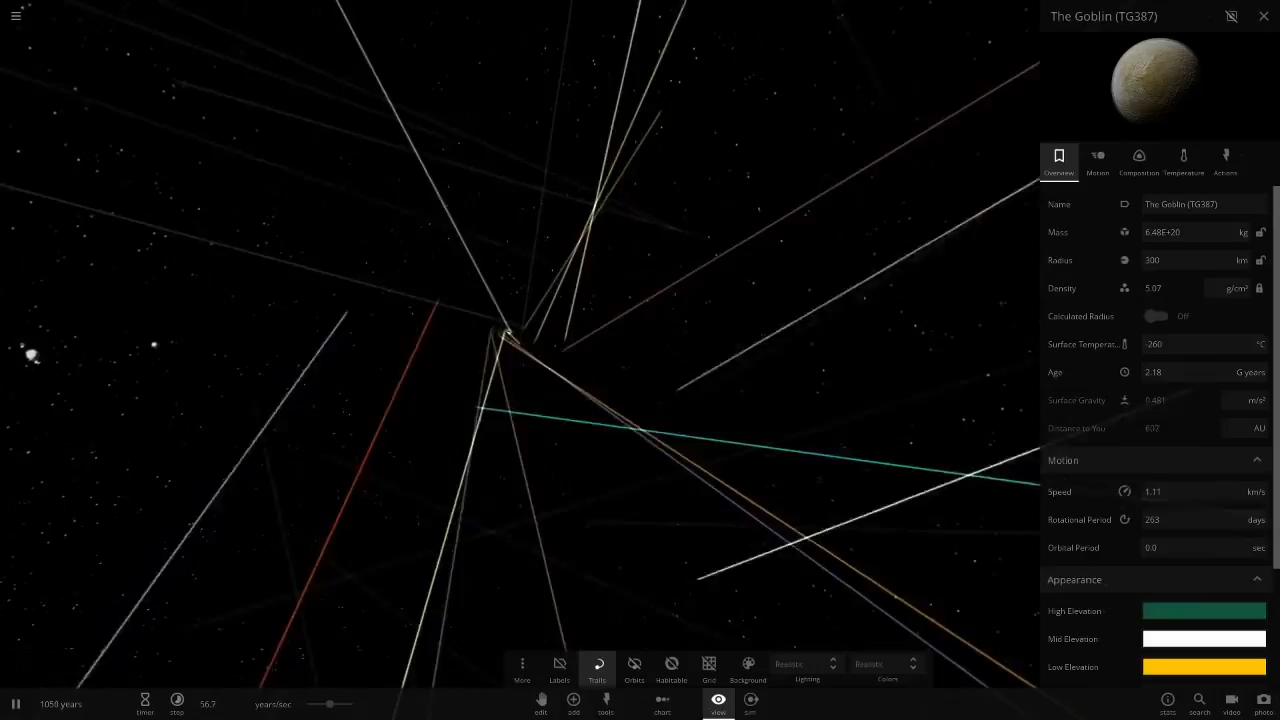 The Goblin (TG387)
Overview Motion Composition Temperature Actions
Name The Goblin (TG387)
Mass 6.48E+20 kg
Radius 300 km
Density 5.07 g/cm³
Calculated Radius Off
Surface Temperat... -260 °C
Age 2.18 G years
Surface Gravity 0.481 m/s²
Distance to You 607 AU
Motion
Speed 1.11 km/s
Rotational Period 263 days
Orbital Period 0.0 sec
Appearance
High Elevation
Mid Elevation
Low Elevation
More Labels Trails Orbits Habitable Grid Background Realistic Lighting Realistic Colors
1050 years timer step 56.7 years/sec edit add tools chart view sim stats search video photo